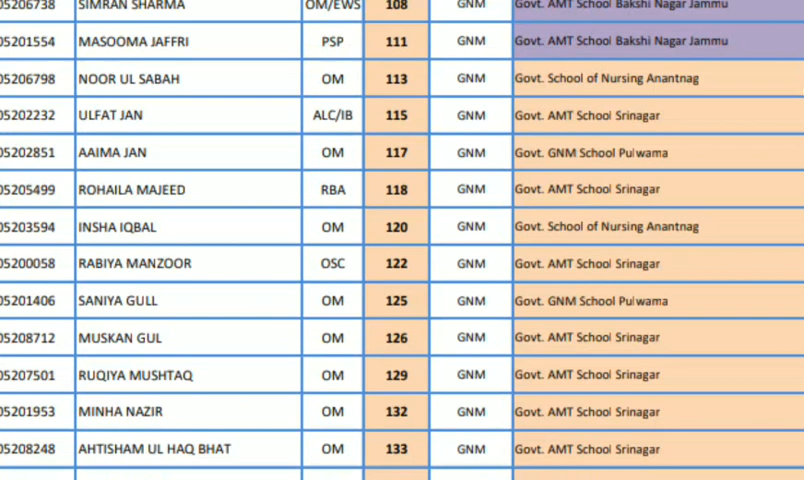 05206738 SIMRAN SHARMA OM/EWS 108 GNM Govt. AMT School Bakshi Nagar Jammu
05201554 MASOOMA JAFFRI PSP 111 GNM Govt. AMT School Bakshi Nagar Jammu
05206798 NOOR UL SABAH OM 113 GNM Govt. School of Nursing Anantnag
05202232 ULFAT JAN ALC/IB 115 GNM Govt. AMT School Srinagar
05202851 AAIMA JAN OM 117 GNM Govt. GNM School Pulwama
05205499 ROHAILA MAJEED RBA 118 GNM Govt. AMT School Srinagar
05203594 INSHA IQBAL OM 120 GNM Govt. School of Nursing Anantnag
05200058 RABIYA MANZOOR OSC 122 GNM Govt. AMT School Srinagar
05201406 SANIYA GULL OM 125 GNM Govt. GNM School Pulwama
05208712 MUSKAN GUL OM 126 GNM Govt. AMT School Srinagar
05207501 RUQIYA MUSHTAQ OM 129 GNM Govt. AMT School Srinagar
05201953 MINHA NAZIR OM 132 GNM Govt. AMT School Srinagar
05208248 AHTISHAM UL HAQ BHAT OM 133 GNM Govt. AMT School Srinagar